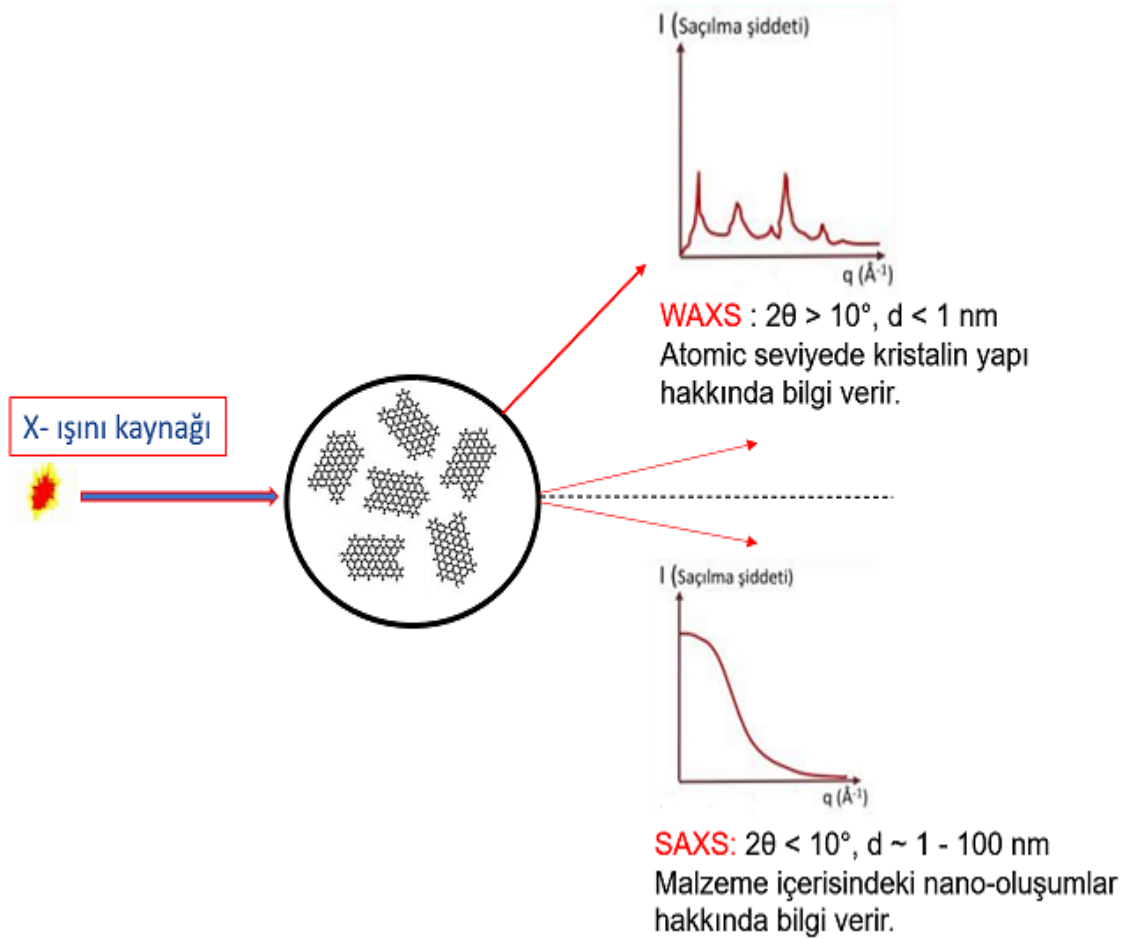 I (Saçılma şiddeti)
q (Å⁻¹)
WAXS : 2θ > 10°, d < 1 nm
Atomic seviyede kristalin yapı
hakkında bilgi verir.
X- ışını kaynağı
I (Saçılma şiddeti)
q (Å⁻¹)
SAXS: 2θ < 10°, d ~ 1 - 100 nm
Malzeme içerisindeki nano-oluşumlar
hakkında bilgi verir.